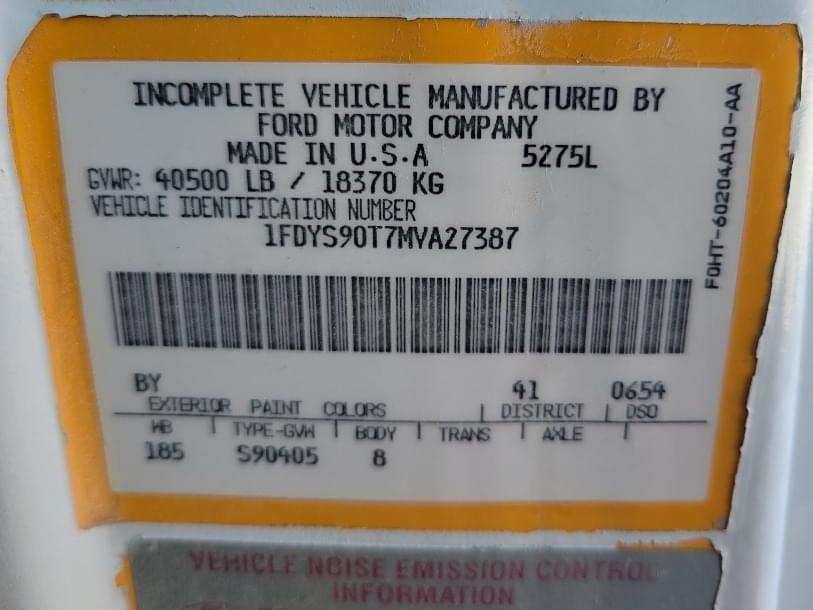 INCOMPLETE VEHICLE MANUFACTURED BY
FORD MOTOR COMPANY
MADE IN U.S.A 5275L
GVWR: 40500 LB / 18370 KG
VEHICLE IDENTIFICATION NUMBER
1FDYS90T7MVA27387
F0HT-60204A10-AA
BY 41 0654
EXTERIOR PAINT COLORS | DISTRICT | DSO
WB | TYPE-GVW | BODY | TRANS | AXLE |
185 S90405 8
VEHICLE NOISE EMISSION CONTROL
INFORMATION